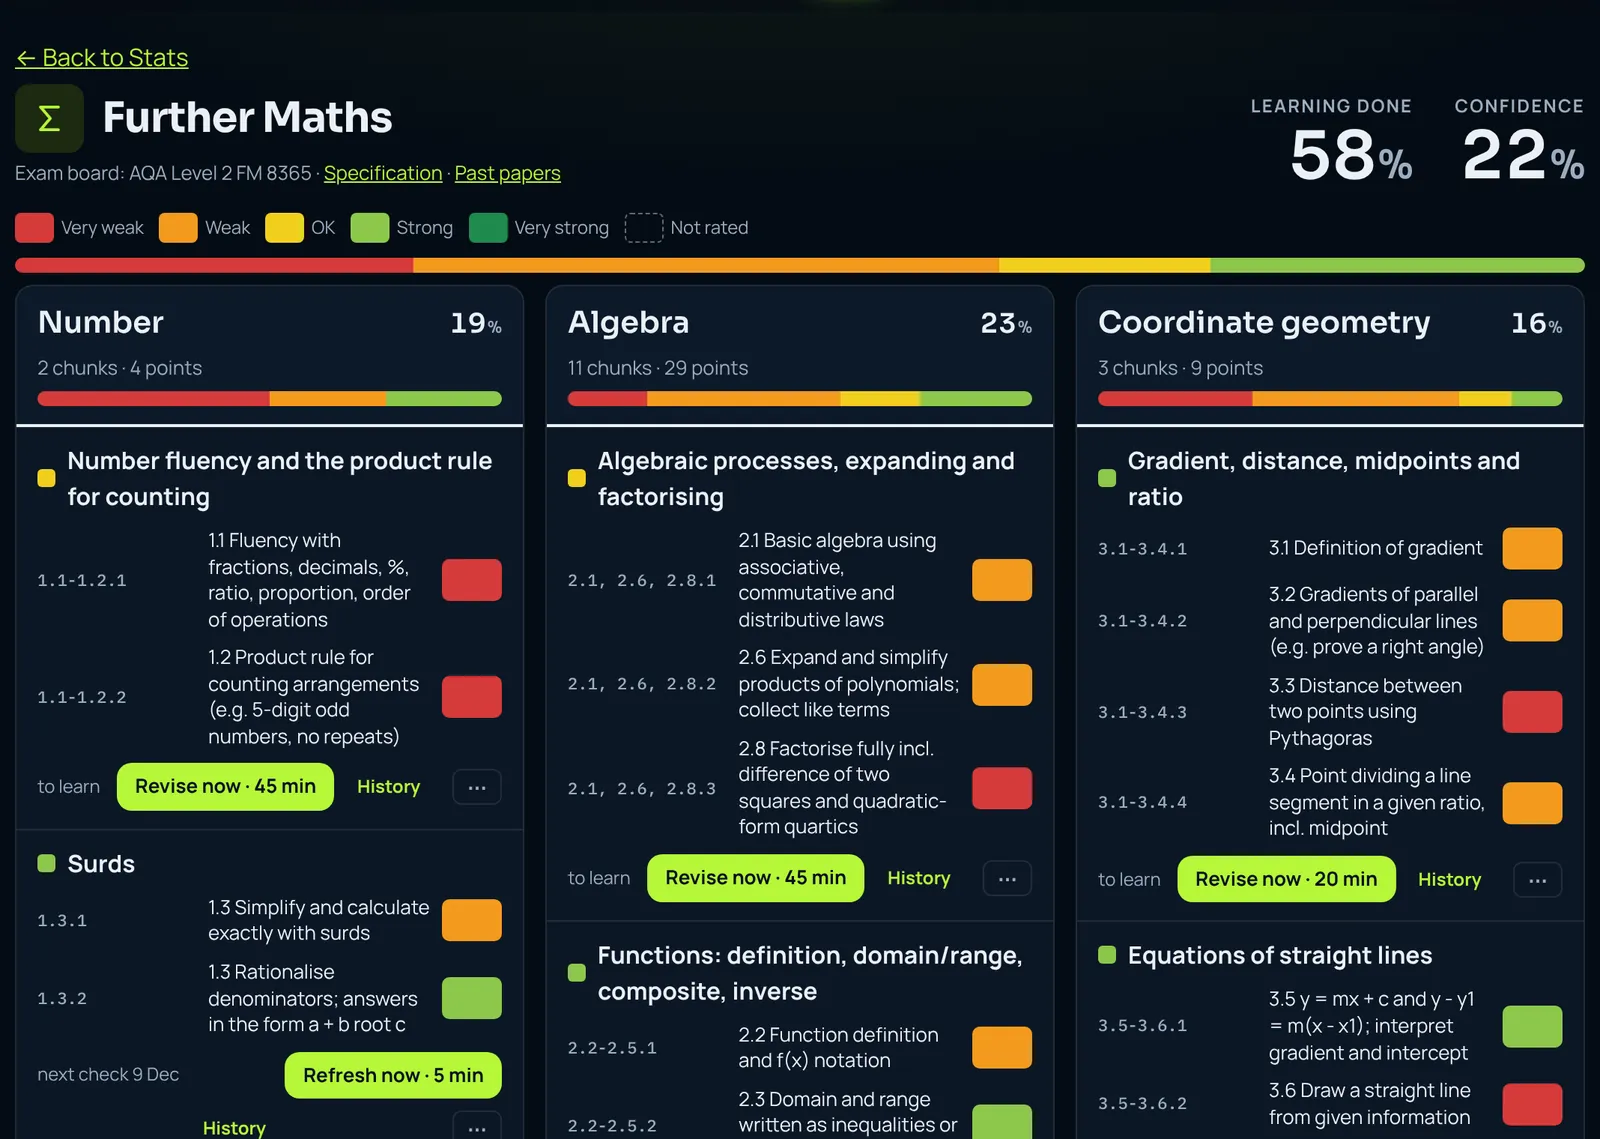 ← Back to Stats
Σ
Further Maths
LEARNING DONE
58%
CONFIDENCE
22%
Exam board: AQA Level 2 FM 8365 · Specification · Past papers
Very weak
Weak
OK
Strong
Very strong
Not rated
Number
19%
2 chunks · 4 points
Number fluency and the product rule
for counting
1.1-1.2.1
1.1 Fluency with
fractions, decimals, %,
ratio, proportion, order
of operations
1.1-1.2.2
1.2 Product rule for
counting arrangements
(e.g. 5-digit odd
numbers, no repeats)
to learn
Revise now · 45 min
History
...
Surds
1.3.1
1.3 Simplify and calculate
exactly with surds
1.3.2
1.3 Rationalise
denominators; answers
in the form a + b root c
next check 9 Dec
Refresh now · 5 min
History
...
Algebra
23%
11 chunks · 29 points
Algebraic processes, expanding and
factorising
2.1, 2.6, 2.8.1
2.1 Basic algebra using
associative,
commutative and
distributive laws
2.1, 2.6, 2.8.2
2.6 Expand and simplify
products of polynomials;
collect like terms
2.1, 2.6, 2.8.3
2.8 Factorise fully incl.
difference of two
squares and quadratic-
form quartics
to learn
Revise now · 45 min
History
...
Functions: definition, domain/range,
composite, inverse
2.2-2.5.1
2.2 Function definition
and f(x) notation
2.2-2.5.2
2.3 Domain and range
written as inequalities or
Coordinate geometry
16%
3 chunks · 9 points
Gradient, distance, midpoints and
ratio
3.1-3.4.1
3.1 Definition of gradient
3.1-3.4.2
3.2 Gradients of parallel
and perpendicular lines
(e.g. prove a right angle)
3.1-3.4.3
3.3 Distance between
two points using
Pythagoras
3.1-3.4.4
3.4 Point dividing a line
segment in a given ratio,
incl. midpoint
to learn
Revise now · 20 min
History
...
Equations of straight lines
3.5-3.6.1
3.5 y = mx + c and y - y1
= m(x - x1); interpret
gradient and intercept
3.5-3.6.2
3.6 Draw a straight line
from given information